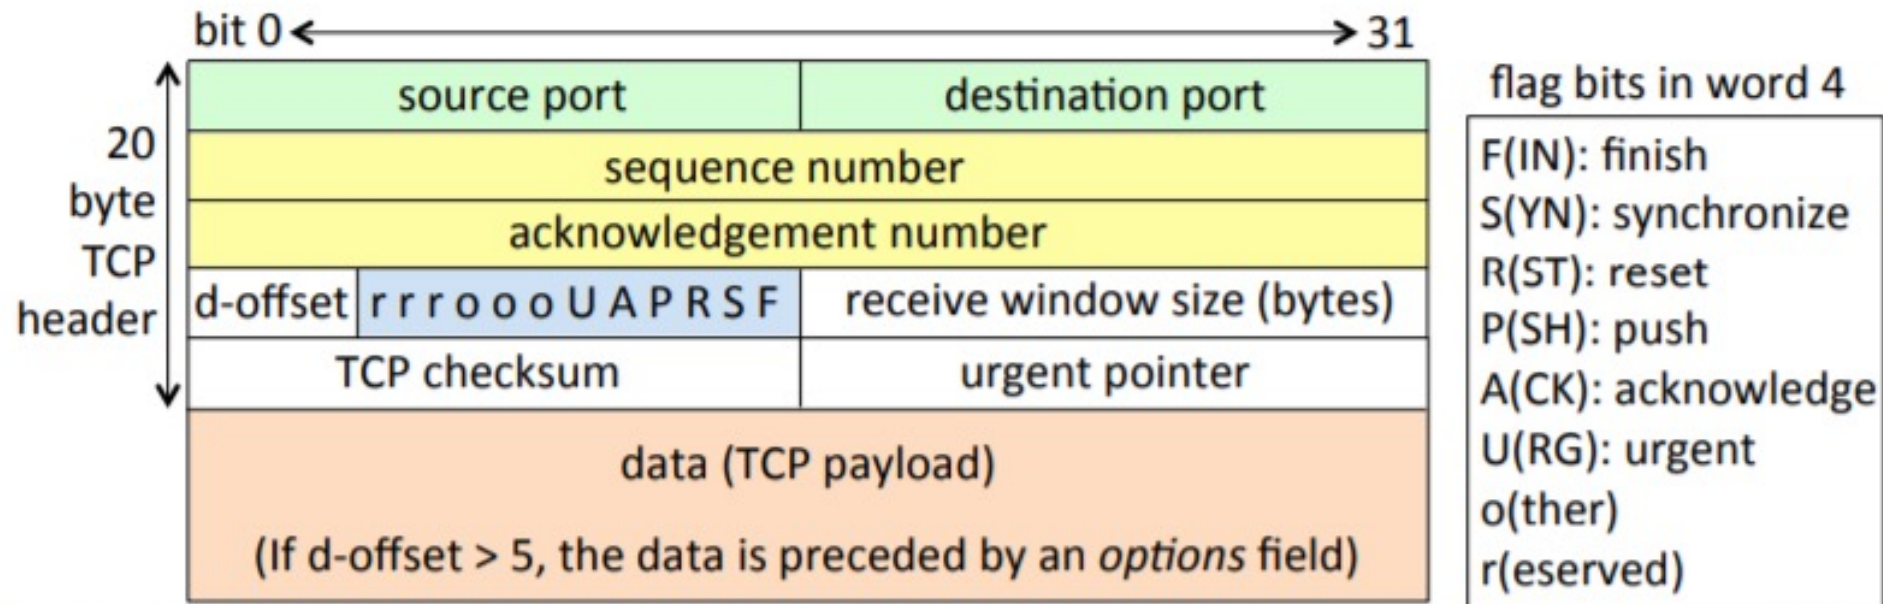 bit 0 31
flag bits in word 4
20
byte
TCP
header
source port destination port
sequence number
acknowledgement number
d-offset r r r o o o U A P R S F receive window size (bytes)
TCP checksum urgent pointer
data (TCP payload)
(If d-offset > 5, the data is preceded by an options field)
F(IN): finish
S(YN): synchronize
R(ST): reset
P(SH): push
A(CK): acknowledge
U(RG): urgent
o(ther)
r(eserved)